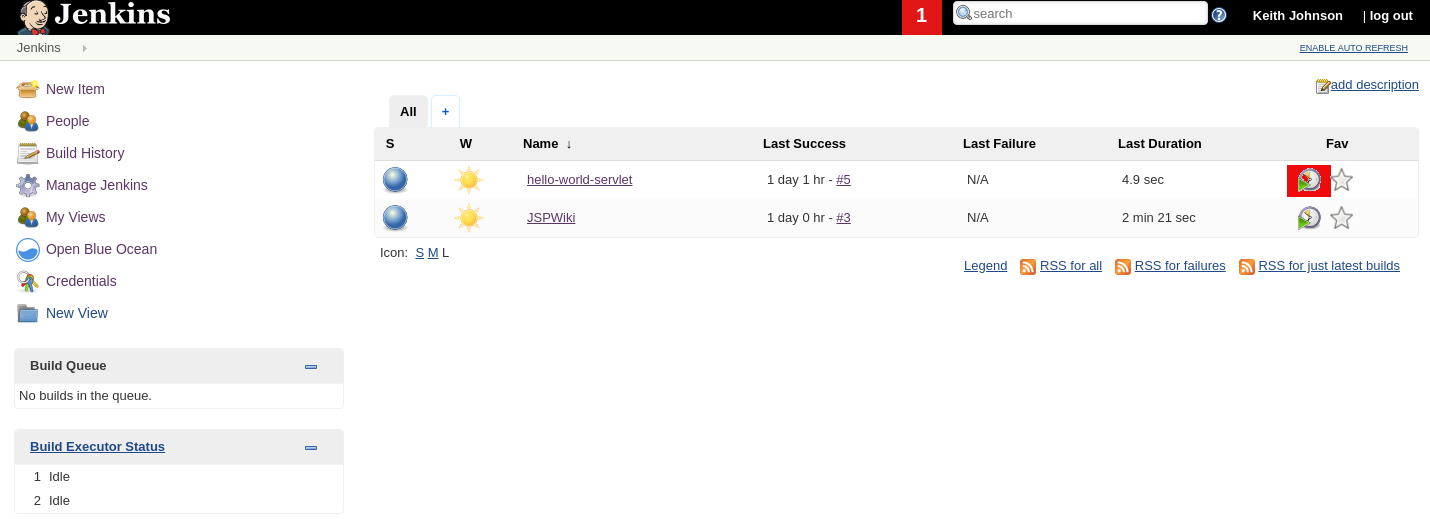 Jenkins
1
search
Keith Johnson
| log out
Jenkins
ENABLE AUTO REFRESH
New Item
People
Build History
Manage Jenkins
My Views
Open Blue Ocean
Credentials
New View
Build Queue
No builds in the queue.
Build Executor Status
1 Idle
2 Idle
add description
All +
S W Name ↓ Last Success Last Failure Last Duration Fav
hello-world-servlet 1 day 1 hr - #5 N/A 4.9 sec
JSPWiki 1 day 0 hr - #3 N/A 2 min 21 sec
Icon: S M L
Legend RSS for all RSS for failures RSS for just latest builds